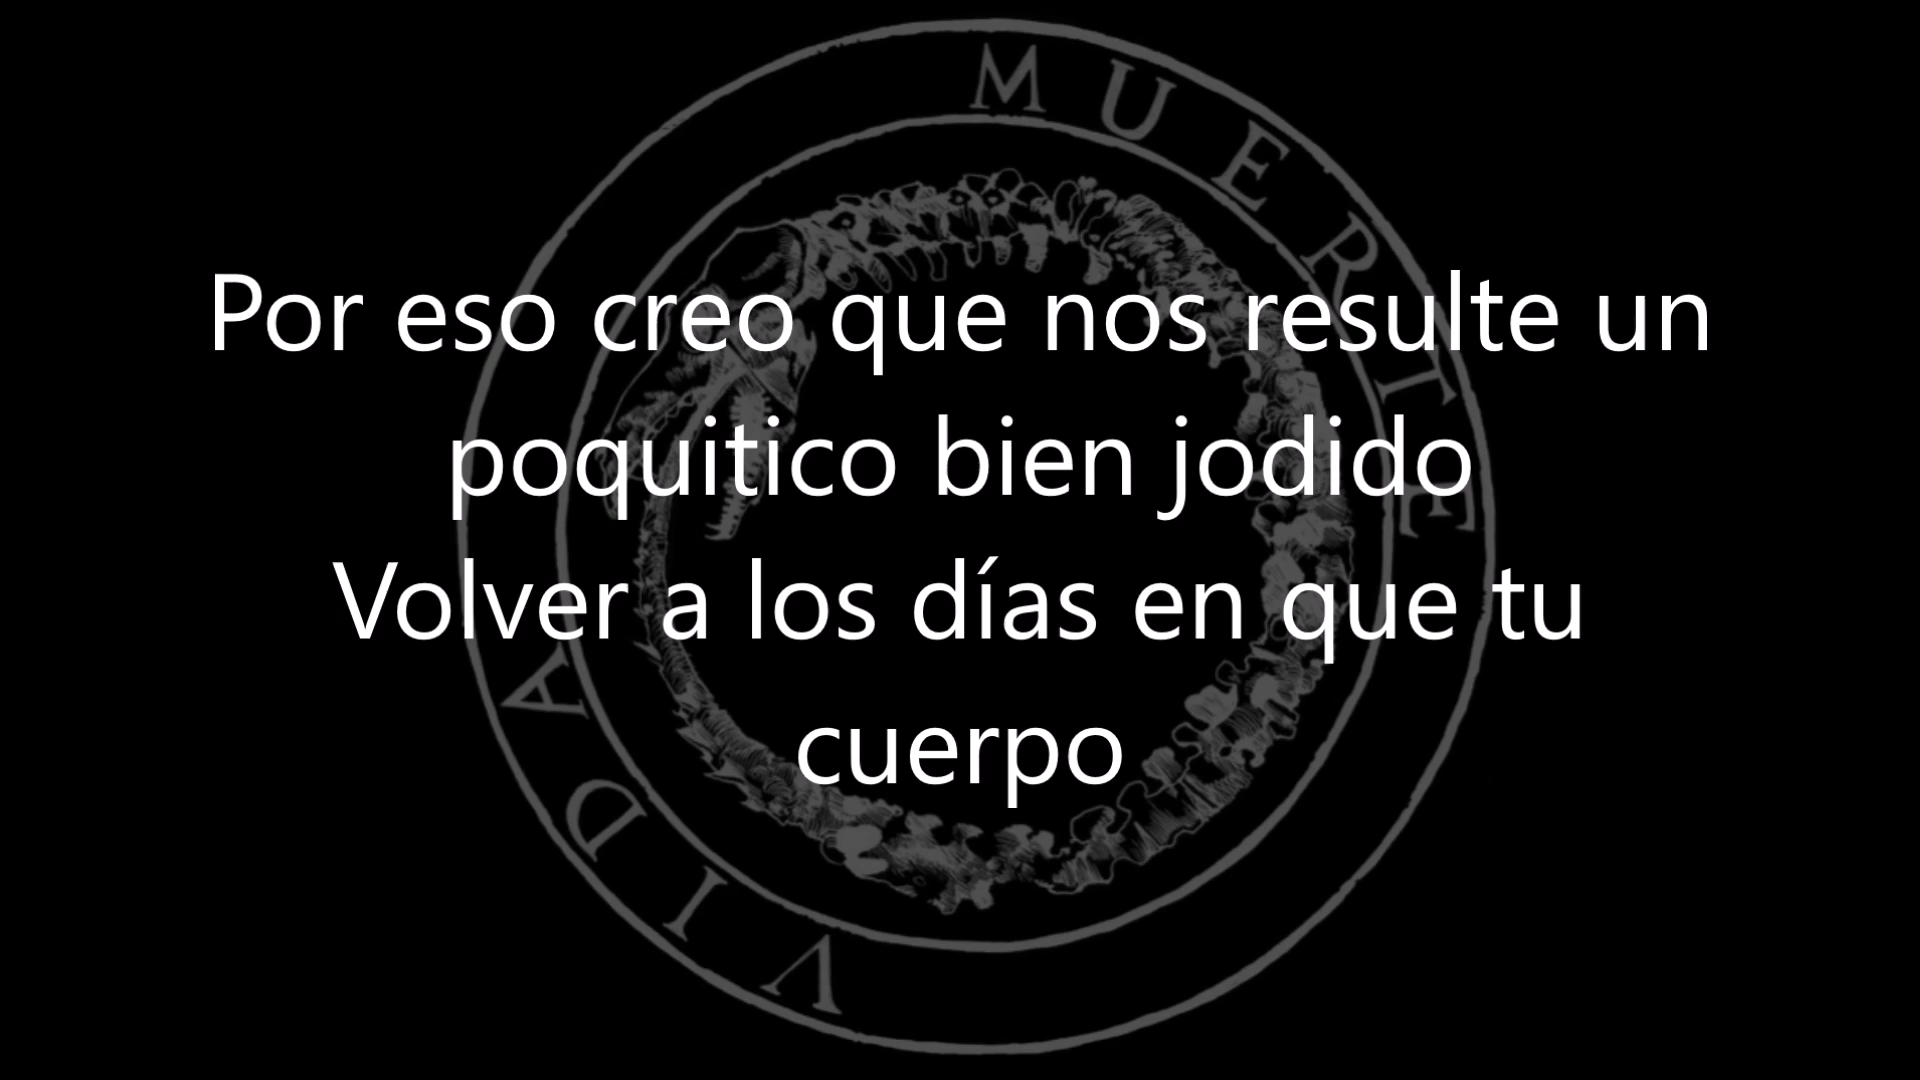 MUERTE
Por eso creo que nos resulte un
poquitico bien jodido
Volver a los días en que tu
cuerpo
VIDA